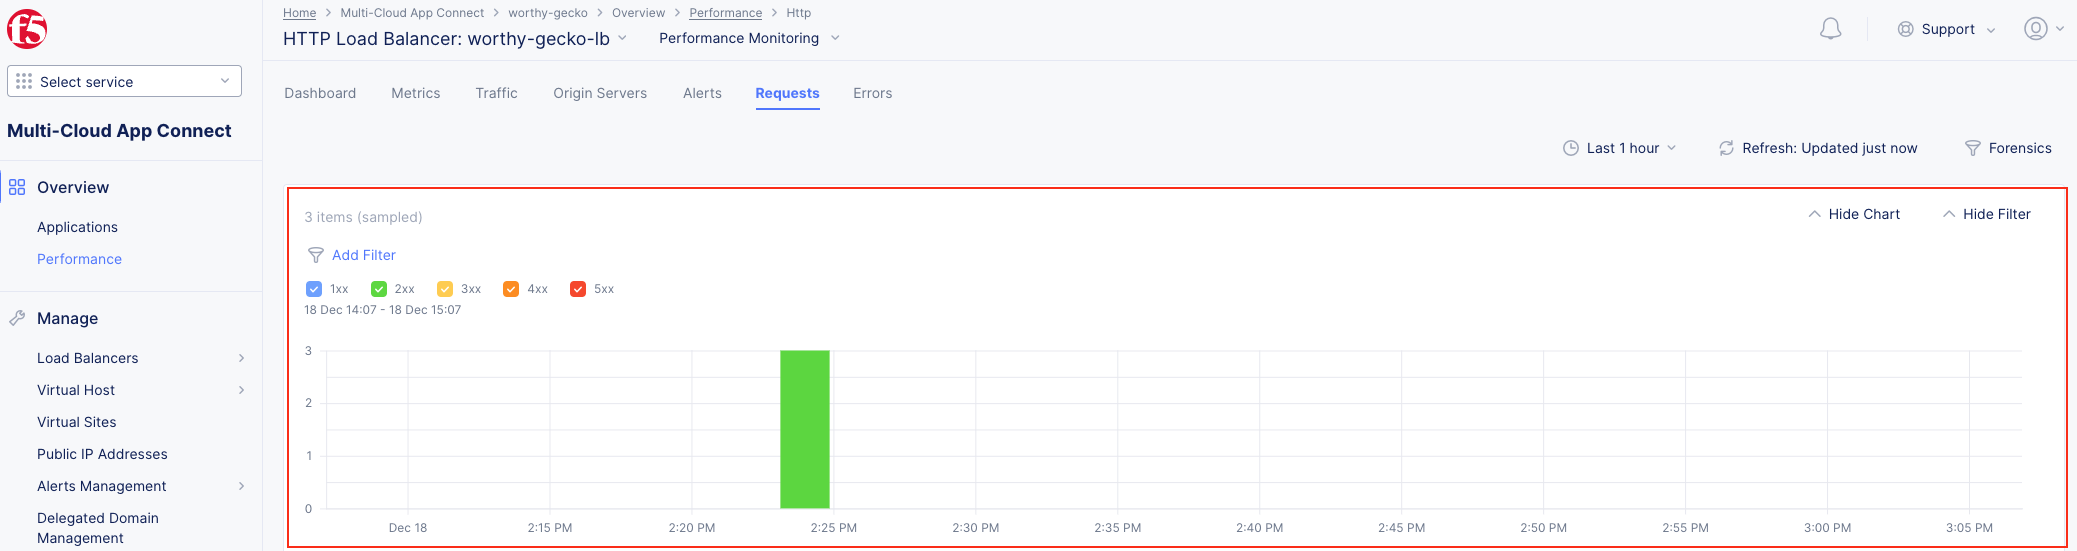 f5
Home > Multi-Cloud App Connect > worthy-gecko > Overview > Performance > Http
HTTP Load Balancer: worthy-gecko-lb
Performance Monitoring
Support
Select service
Multi-Cloud App Connect
Overview
Applications
Performance
Manage
Load Balancers
Virtual Host
Virtual Sites
Public IP Addresses
Alerts Management
Delegated Domain
Management
Dashboard Metrics Traffic Origin Servers Alerts Requests Errors
Last 1 hour Refresh: Updated just now Forensics
3 items (sampled)
Hide Chart Hide Filter
Add Filter
1xx 2xx 3xx 4xx 5xx
18 Dec 14:07 - 18 Dec 15:07
3
2
1
0
Dec 18 2:15 PM 2:20 PM 2:25 PM 2:30 PM 2:35 PM 2:40 PM 2:45 PM 2:50 PM 2:55 PM 3:00 PM 3:05 PM